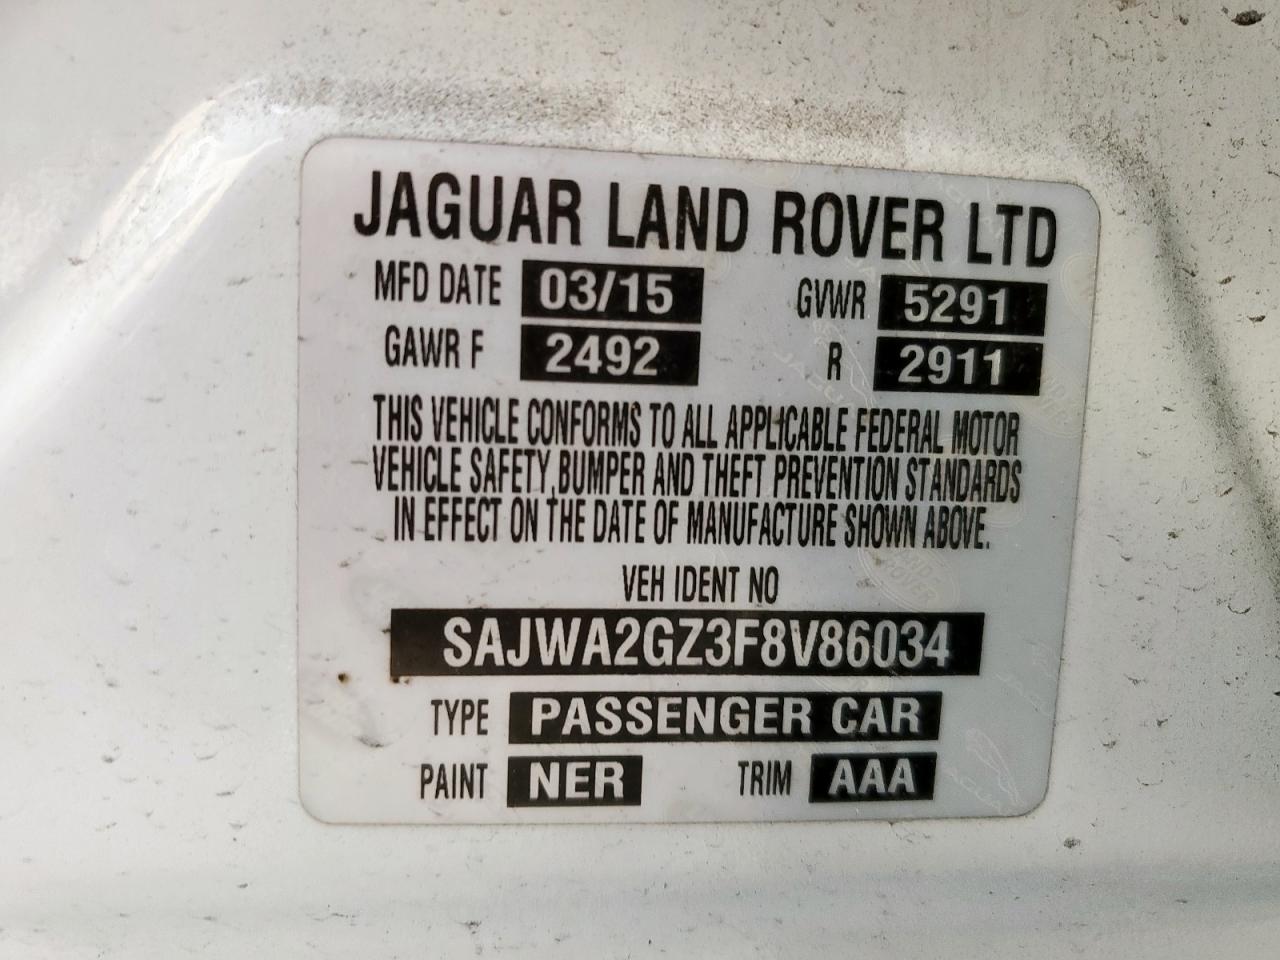 JAGUAR LAND ROVER LTD
MFD DATE 03/15 GVWR 5291
GAWR F 2492 R 2911
THIS VEHICLE CONFORMS TO ALL APPLICABLE FEDERAL MOTOR
VEHICLE SAFETY,BUMPER AND THEFT PREVENTION STANDARDS
IN EFFECT ON THE DATE OF MANUFACTURE SHOWN ABOVE.
VEH IDENT NO
SAJWA2GZ3F8V86034
TYPE PASSENGER CAR
PAINT NER TRIM AAA